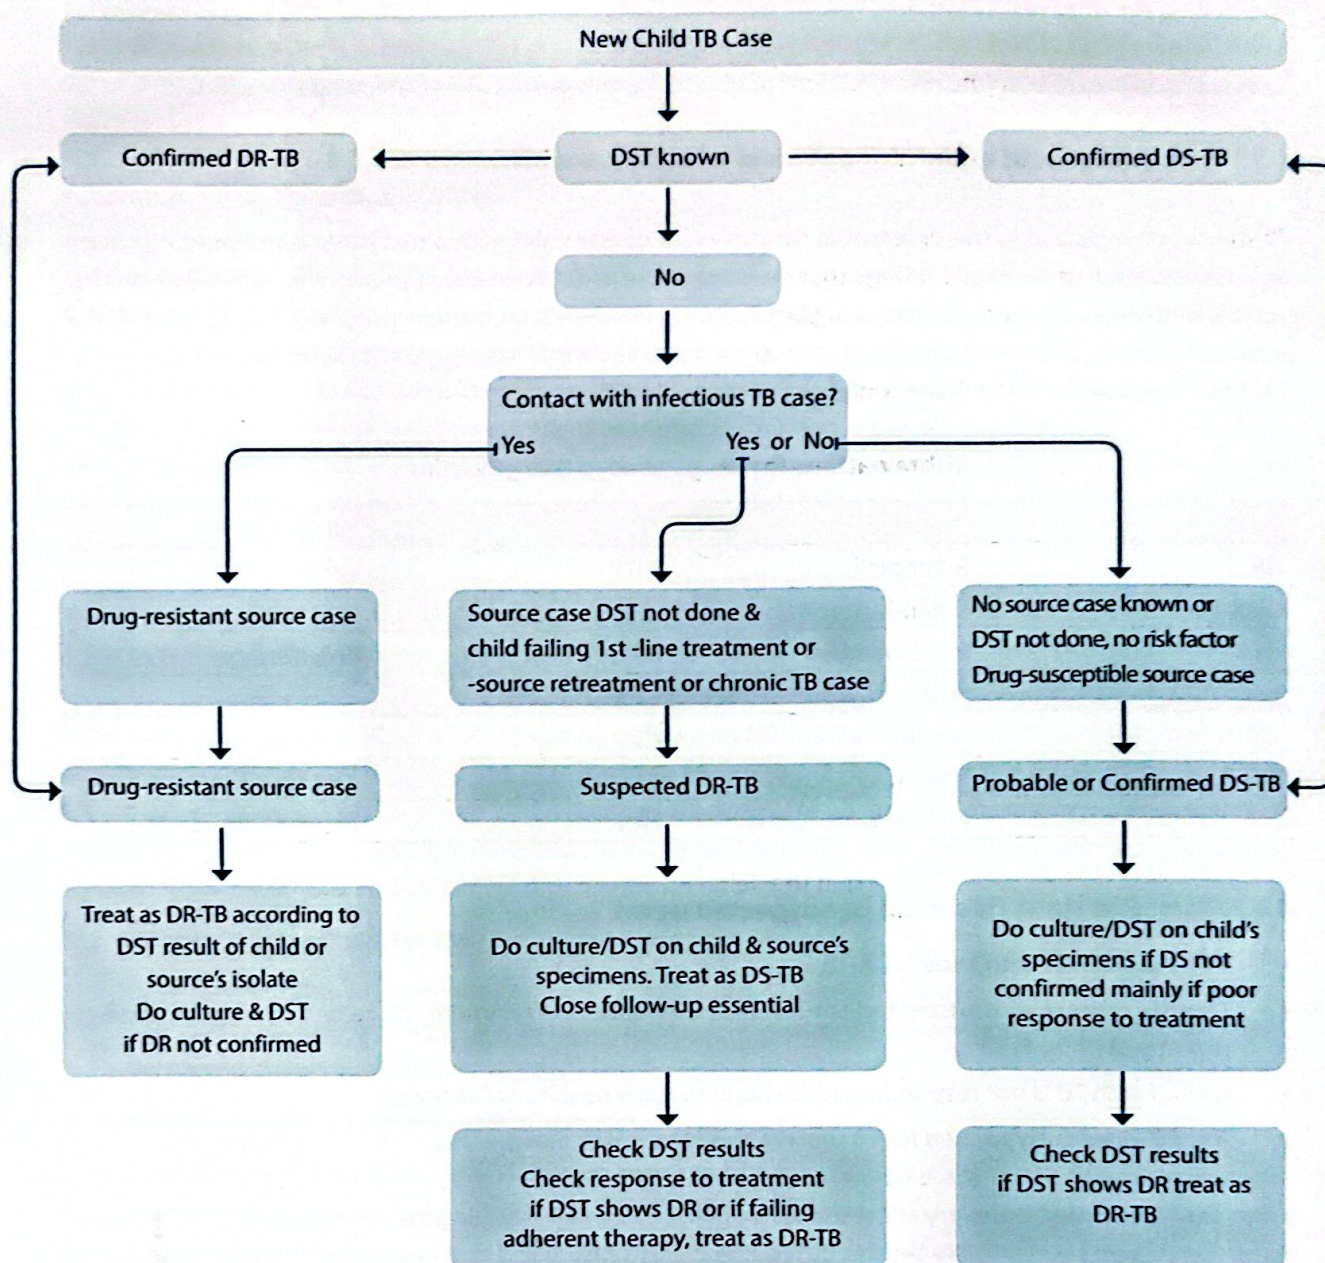 New Child TB Case
Confirmed DR-TB
DST known
Confirmed DS-TB
No
Contact with infectious TB case?
Yes
Yes or No
Drug-resistant source case
Source case DST not done &
child failing 1st -line treatment or
-source retreatment or chronic TB case
No source case known or
DST not done, no risk factor
Drug-susceptible source case
Drug-resistant source case
Suspected DR-TB
Probable or Confirmed DS-TB
Treat as DR-TB according to
DST result of child or
source's isolate
Do culture & DST
if DR not confirmed
Do culture/DST on child & source's
specimens. Treat as DS-TB
Close follow-up essential
Do culture/DST on child's
specimens if DS not
confirmed mainly if poor
response to treatment
Check DST results
Check response to treatment
if DST shows DR or if failing
adherent therapy, treat as DR-TB
Check DST results
if DST shows DR treat as
DR-TB